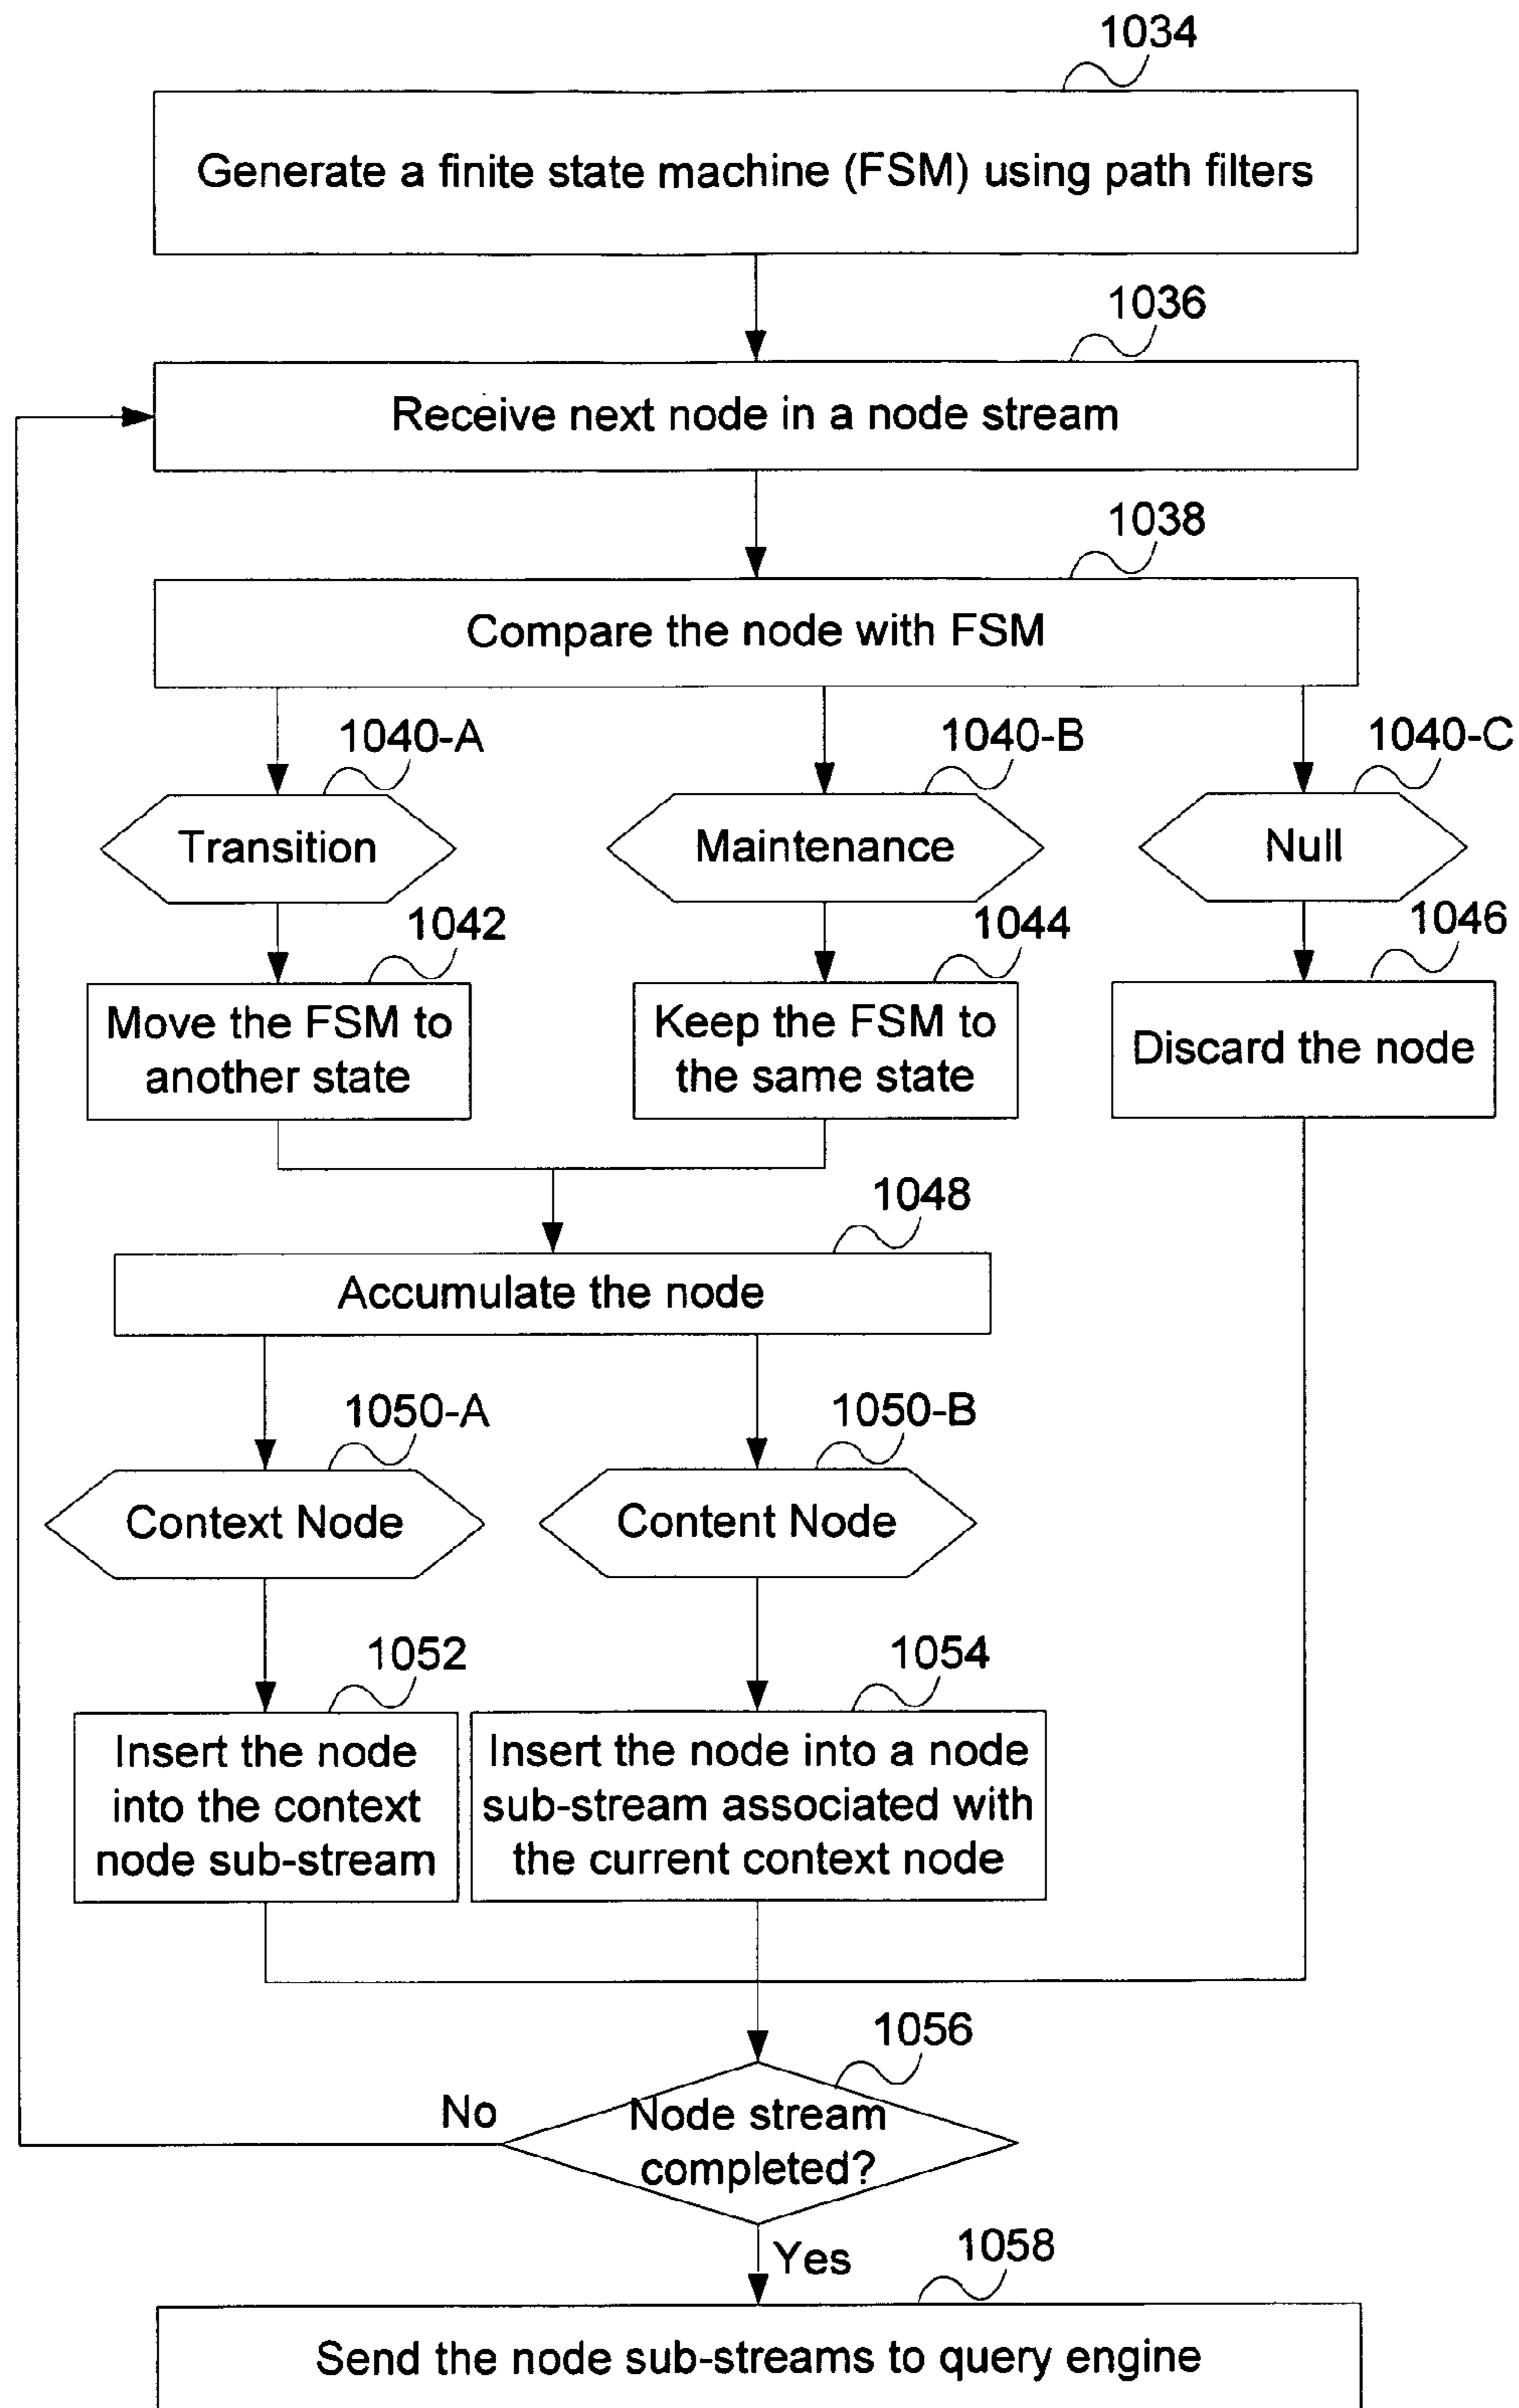 1034
Generate a finite state machine (FSM) using path filters
1036
Receive next node in a node stream
1038
Compare the node with FSM
1040-A
1040-B
1040-C
Transition
Maintenance
Null
1042
1044
1046
Move the FSM to
another state
Keep the FSM to
the same state
Discard the node
1048
Accumulate the node
1050-A
1050-B
Context Node
Content Node
1052
1054
Insert the node
into the context
node sub-stream
Insert the node into a node
sub-stream associated with
the current context node
1056
No
Node stream
completed?
Yes
1058
Send the node sub-streams to query engine